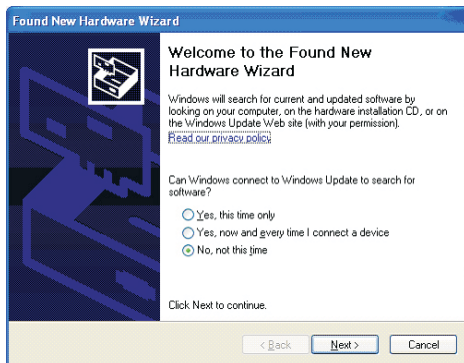 Found New Hardware Wizard
Welcome to the Found New
Hardware Wizard
Windows will search for current and updated software by
looking on your computer, on the hardware installation CD, or on
the Windows Update Web site (with your permission).
Read our privacy policy
Can Windows connect to Windows Update to search for
software?
Yes, this time only
Yes, now and every time I connect a device
No, not this time
Click Next to continue.
< Back
Next >
Cancel